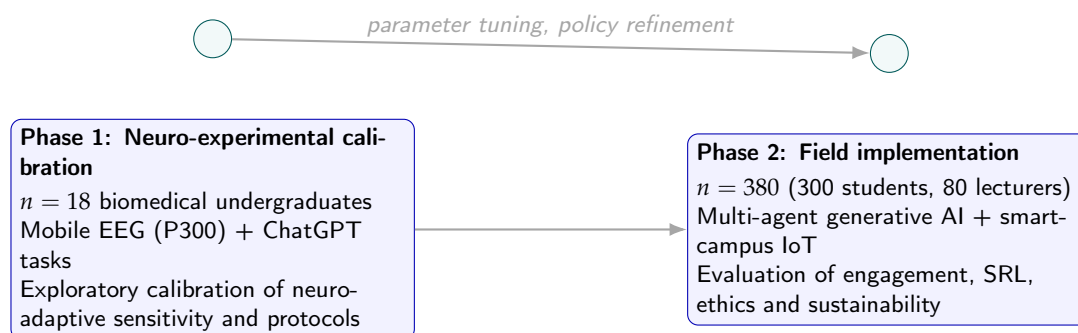 parameter tuning, policy refinement
Phase 1: Neuro-experimental cali-
bration
n = 18 biomedical undergraduates
Mobile EEG (P300) + ChatGPT
tasks
Exploratory calibration of neuro-
adaptive sensitivity and protocols
Phase 2: Field implementation
n = 380 (300 students, 80 lecturers)
Multi-agent generative AI + smart-
campus IoT
Evaluation of engagement, SRL,
ethics and sustainability